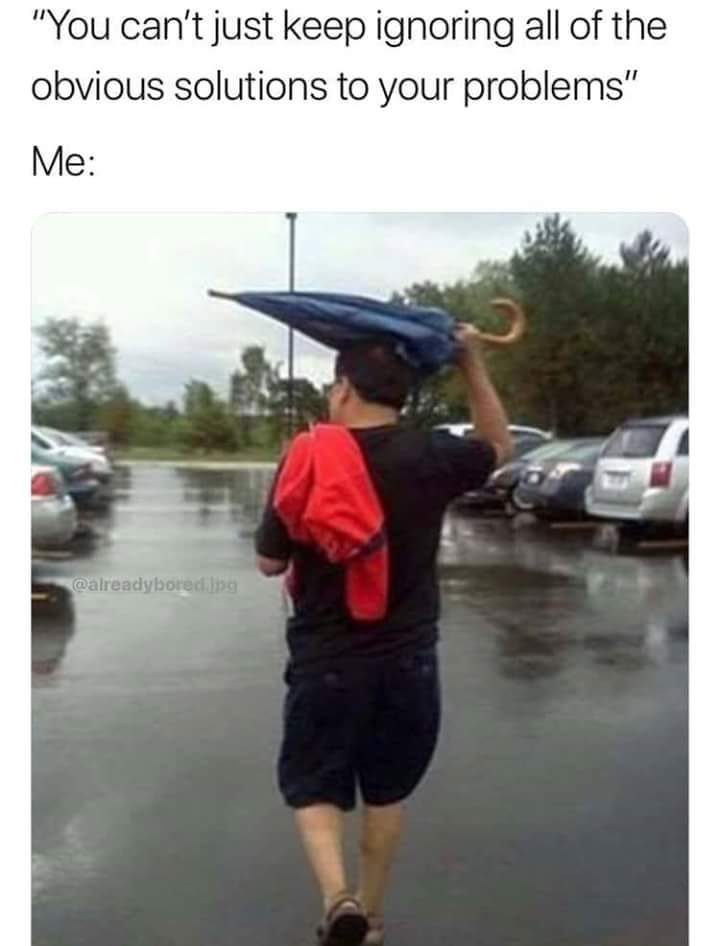 "You can't just keep ignoring all of the
obvious solutions to your problems"
Me:
@alreadybored.jpg